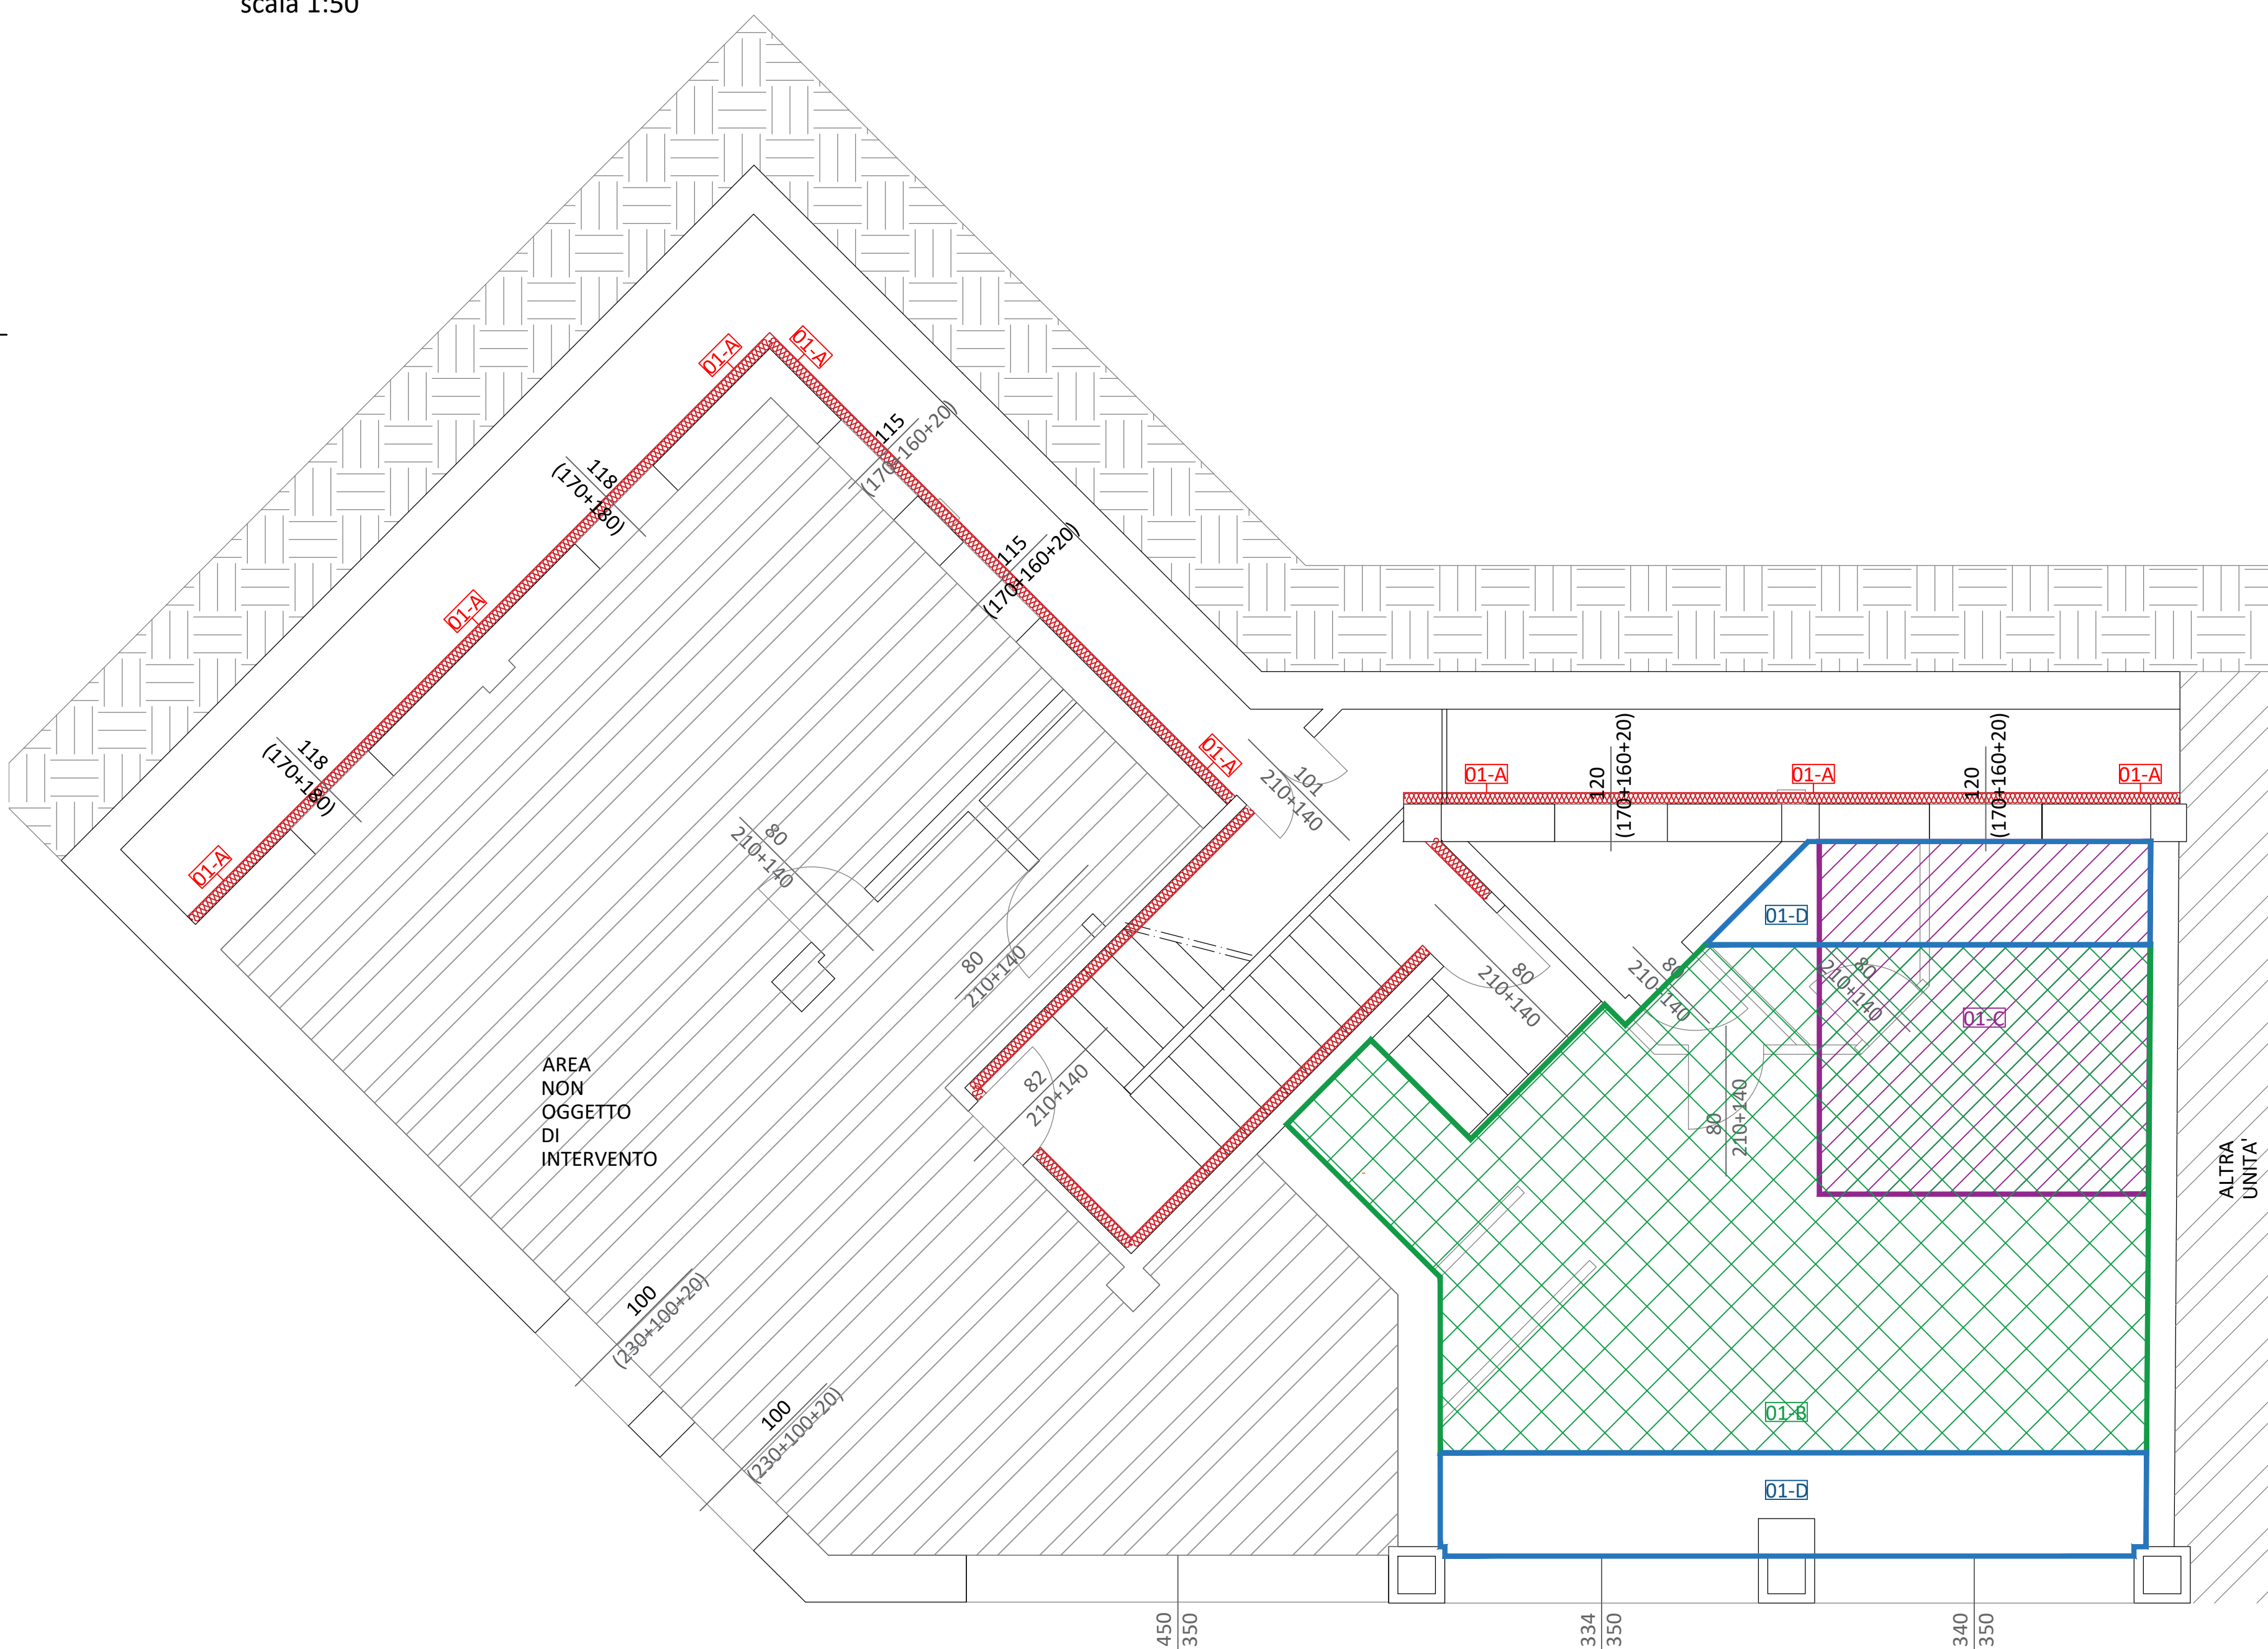 scala 1:50
01-A
01-A
115
(170+160+20)
118
(170+180)
115
(170+160+20)
01-A
118
(170+180)
01-A
01-A
101
210+140
01-A
120
(170+160+20)
01-A
120
(170+160+20)
01-A
80
210+140
80
210+140
80
210+140
01-D
80
210+140
80
210+140
01-C
82
210+140
80
210+140
AREA
NON
OGGETTO
DI
INTERVENTO
ALTRA
UNITA'
100
(230+100+20)
100
(230+100+20)
01-B
01-D
450
350
334
350
340
350